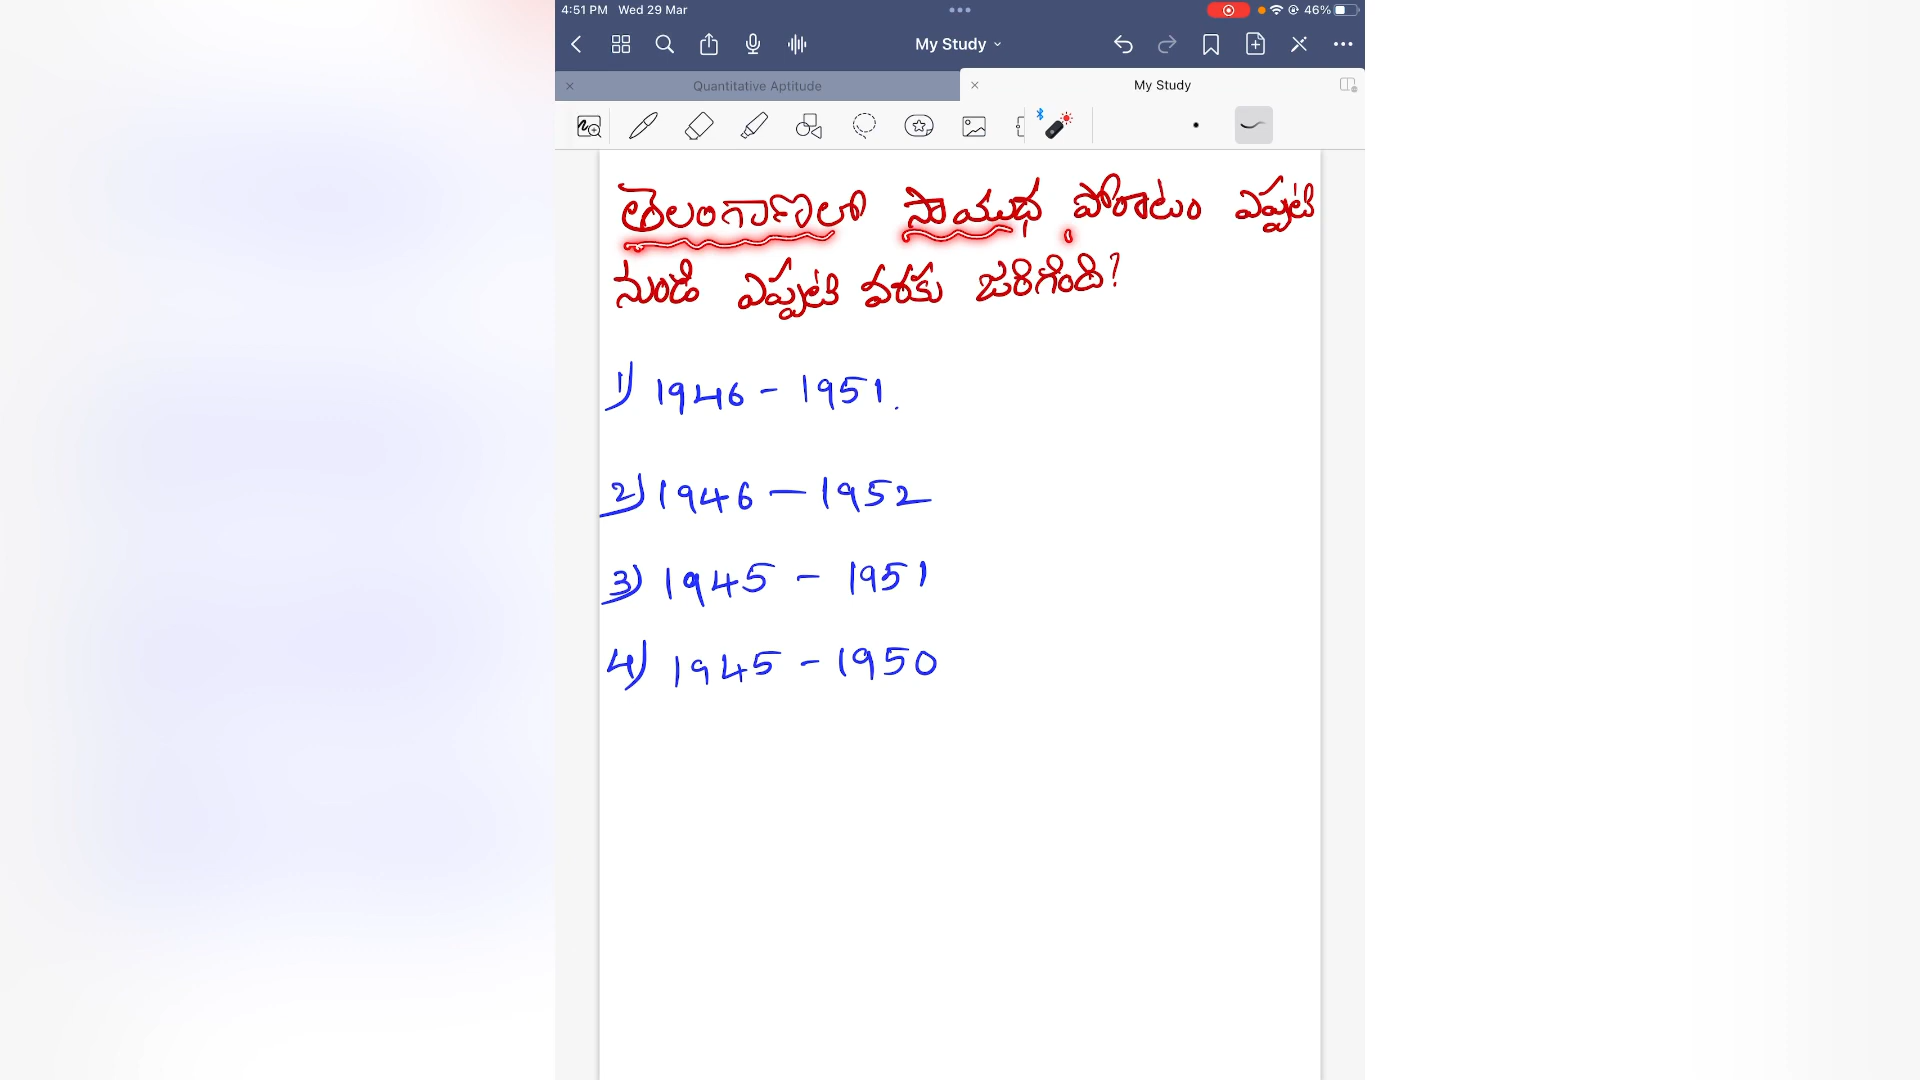 4:51 PM Wed 29 Mar
46%
My Study
Quantitative Aptitude
My Study
తెలంగాణలో సాయుధ పోరాటం ఎప్పటి
నుండి ఎప్పటి వరకు జరిగింది?
1) 1946 - 1951.
2) 1946 - 1952
3) 1945 - 1951
4) 1945 - 1950